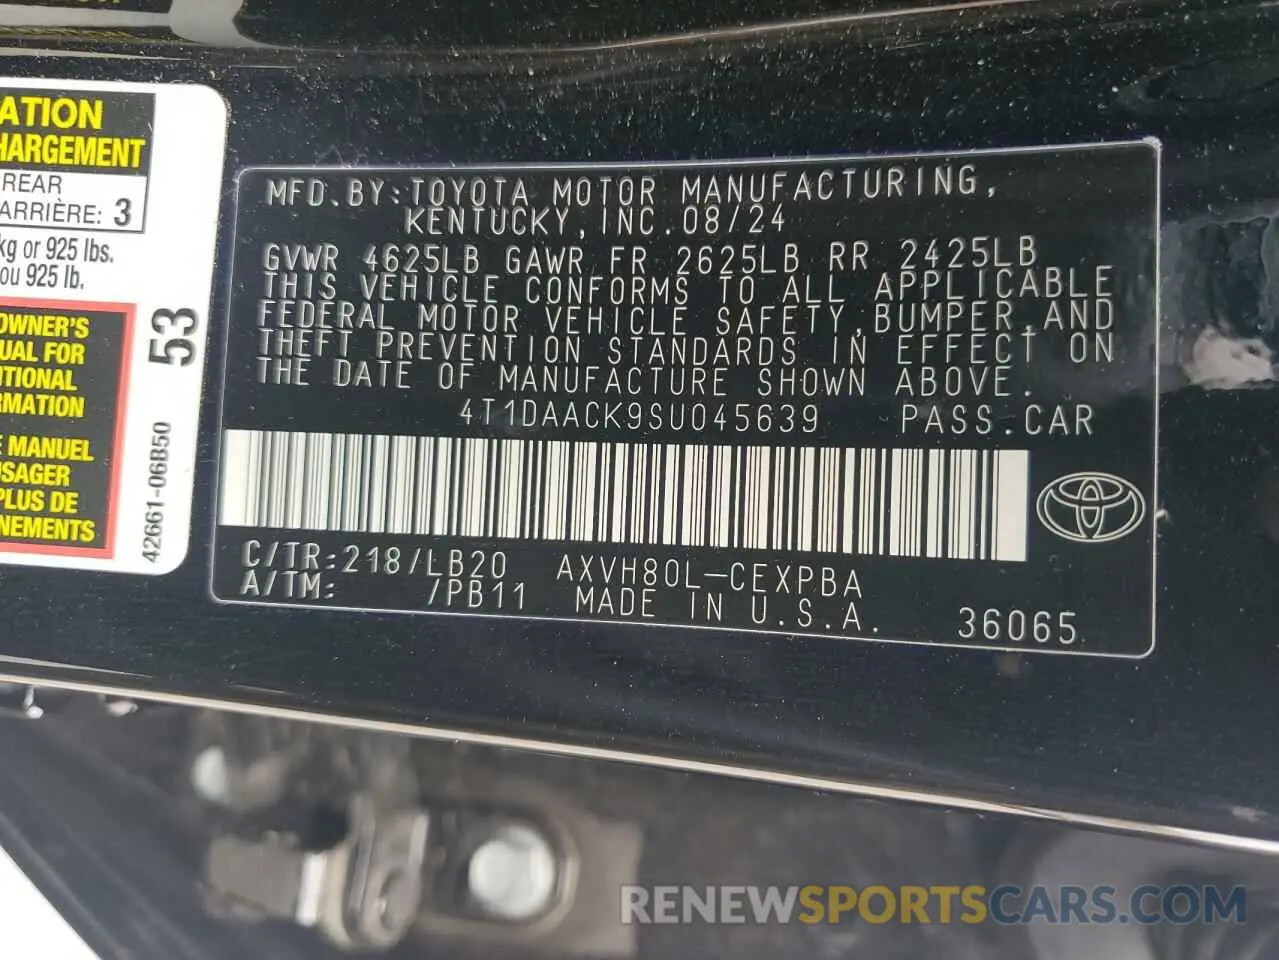 ATION
HARGEMENT
REAR
ARRIÈRE: 3
kg or 925 lbs.
ou 925 lb.
OWNER'S
UAL FOR
ITIONAL
RMATION
E MANUEL
USAGER
PLUS DE
NEMENTS
53
42661-06B50
MFD.BY:TOYOTA MOTOR MANUFACTURING,
KENTUCKY,INC.08/24
GVWR 4625LB GAWR FR 2625LB RR 2425LB
THIS VEHICLE CONFORMS TO ALL APPLICABLE
FEDERAL MOTOR VEHICLE SAFETY,BUMPER,AND
THEFT PREVENTION STANDARDS IN EFFECT ON
THE DATE OF MANUFACTURE SHOWN ABOVE.
4T1DAACK9SU045639 PASS.CAR
C/TR:218/LB20 AXVH80L-CEXPBA
A/TM: /PB11 MADE IN U.S.A. 36065
RENEWSPORTSCARS.COM